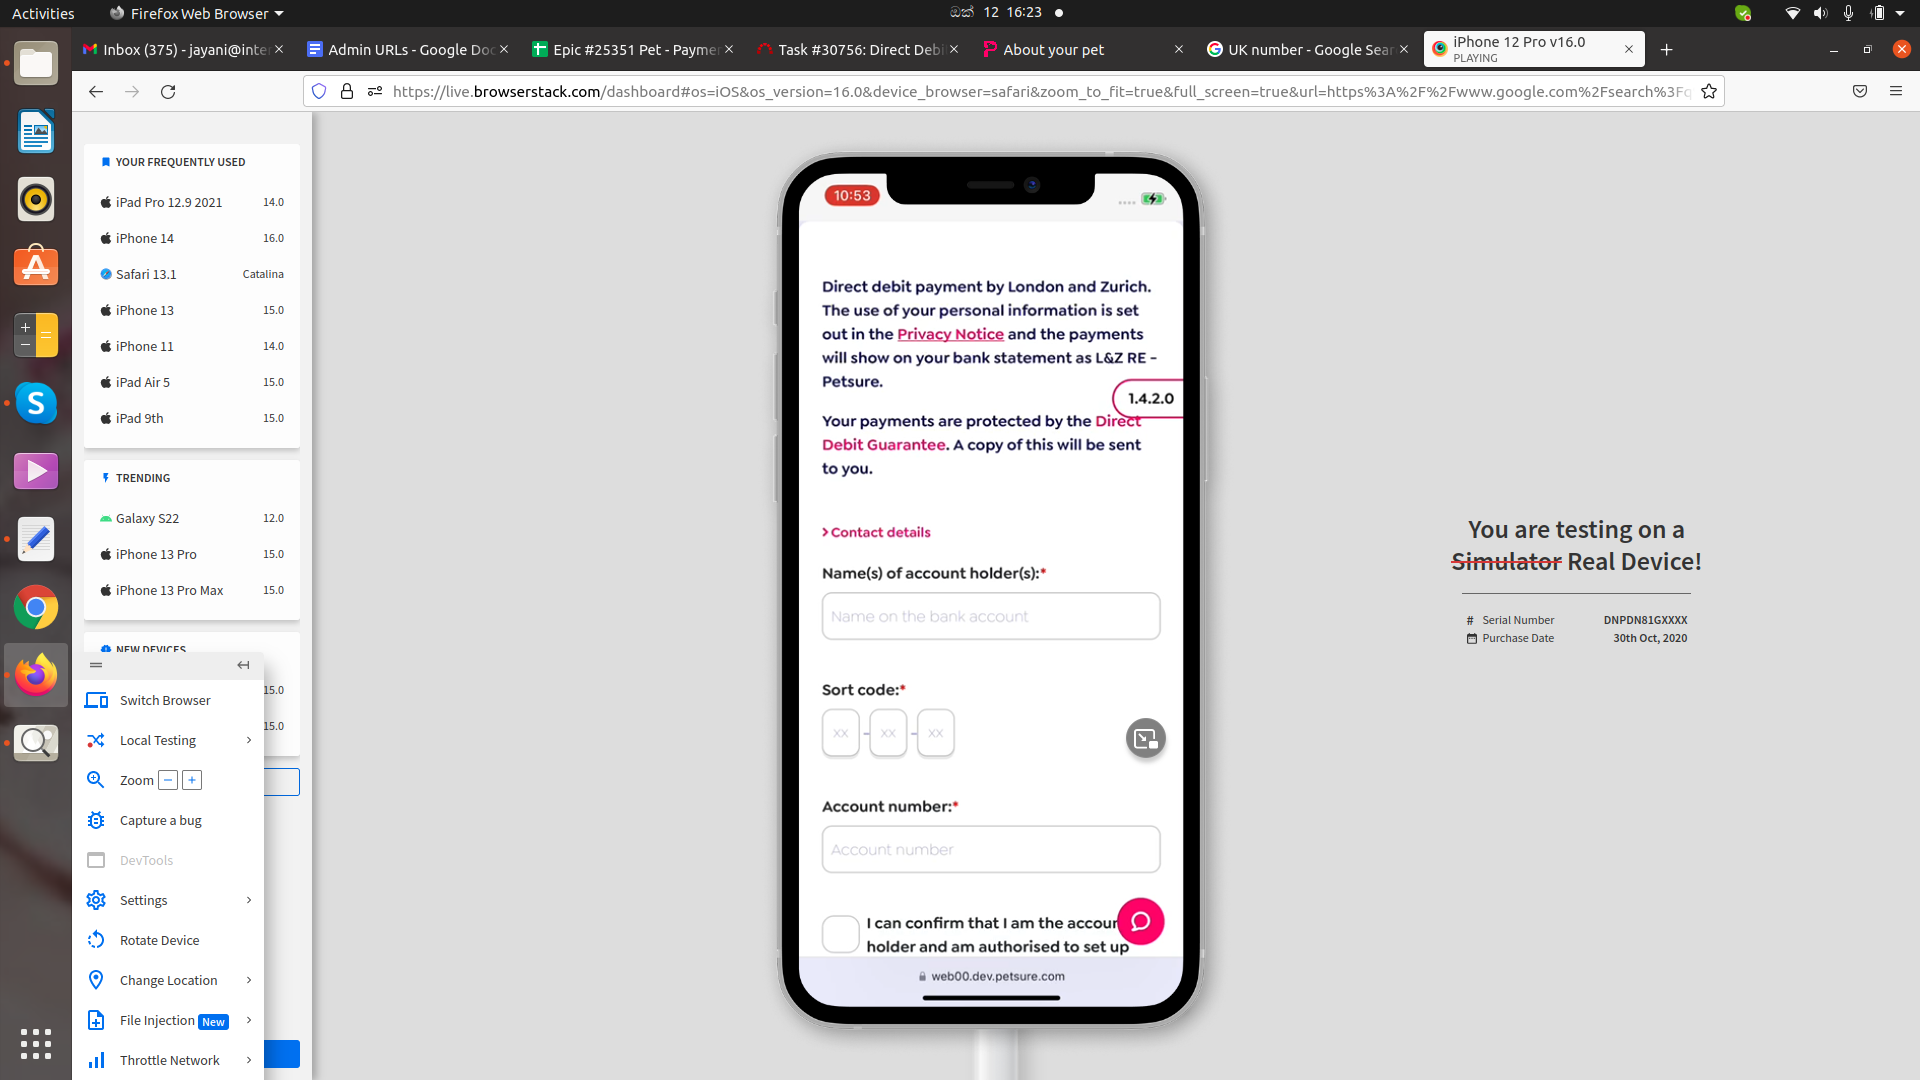 Activities
Firefox Web Browser
ඔක් 12 16:23
Inbox (375) - jayani@inter
Admin URLs - Google Doc
Epic #25351 Pet - Paymen
Task #30756: Direct Debi
About your pet
UK number - Google Sear
iPhone 12 Pro v16.0
PLAYING
https://live.browserstack.com/dashboard#os=iOS&os_version=16.0&device_browser=safari&zoom_to_fit=true&full_screen=true&url=https%3A%2F%2Fwww.google.com%2Fsearch%3Fq
YOUR FREQUENTLY USED
iPad Pro 12.9 2021 14.0
iPhone 14 16.0
Safari 13.1 Catalina
iPhone 13 15.0
iPhone 11 14.0
iPad Air 5 15.0
iPad 9th 15.0
TRENDING
Galaxy S22 12.0
iPhone 13 Pro 15.0
iPhone 13 Pro Max 15.0
NEW DEVICES
15.0
15.0
Switch Browser
Local Testing
Zoom
Capture a bug
DevTools
Settings
Rotate Device
Change Location
File Injection New
Throttle Network
10:53
Direct debit payment by London and Zurich.
The use of your personal information is set
out in the Privacy Notice and the payments
will show on your bank statement as L&Z RE -
Petsure.
1.4.2.0
Your payments are protected by the Direct
Debit Guarantee. A copy of this will be sent
to you.
Contact details
Name(s) of account holder(s):*
Name on the bank account
Sort code:*
XX - XX - XX
Account number:*
Account number
I can confirm that I am the accoun
holder and am authorised to set up
web00.dev.petsure.com
You are testing on a
Simulator Real Device!
# Serial Number DNPDN81GXXXX
Purchase Date 30th Oct, 2020